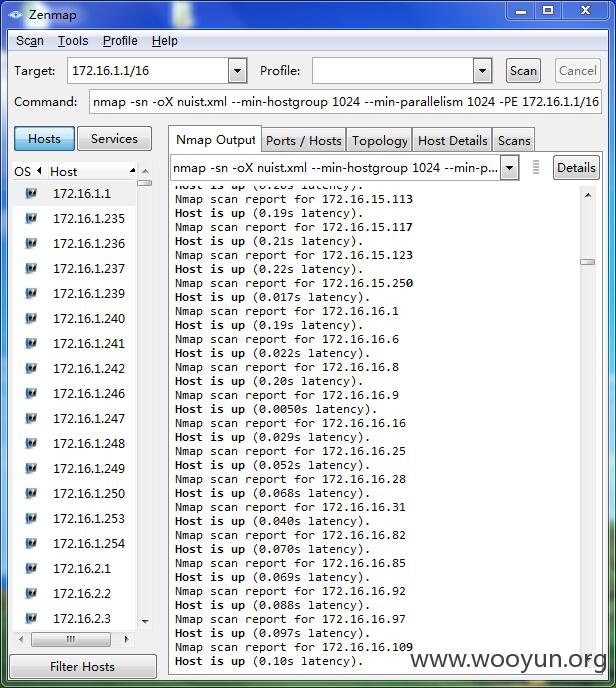 Zenmap
Scan Tools Profile Help
Target: 172.16.1.1/16 Profile: Scan Cancel
Command: nmap -sn -oX nuist.xml --min-hostgroup 1024 --min-parallelism 1024 -PE 172.16.1.1/16
Hosts Services
OS Host
172.16.1.1
172.16.1.235
172.16.1.236
172.16.1.237
172.16.1.239
172.16.1.240
172.16.1.241
172.16.1.242
172.16.1.246
172.16.1.247
172.16.1.248
172.16.1.249
172.16.1.250
172.16.1.253
172.16.1.254
172.16.2.1
172.16.2.2
172.16.2.3
Filter Hosts
Nmap Output Ports / Hosts Topology Host Details Scans
nmap -sn -oX nuist.xml --min-hostgroup 1024 --min-p... Details
Host is up (0.20s latency).
Nmap scan report for 172.16.15.113
Host is up (0.19s latency).
Nmap scan report for 172.16.15.117
Host is up (0.21s latency).
Nmap scan report for 172.16.15.123
Host is up (0.22s latency).
Nmap scan report for 172.16.15.250
Host is up (0.017s latency).
Nmap scan report for 172.16.16.1
Host is up (0.19s latency).
Nmap scan report for 172.16.16.6
Host is up (0.022s latency).
Nmap scan report for 172.16.16.8
Host is up (0.20s latency).
Nmap scan report for 172.16.16.9
Host is up (0.0050s latency).
Nmap scan report for 172.16.16.16
Host is up (0.029s latency).
Nmap scan report for 172.16.16.25
Host is up (0.052s latency).
Nmap scan report for 172.16.16.28
Host is up (0.068s latency).
Nmap scan report for 172.16.16.31
Host is up (0.040s latency).
Nmap scan report for 172.16.16.82
Host is up (0.070s latency).
Nmap scan report for 172.16.16.85
Host is up (0.069s latency).
Nmap scan report for 172.16.16.92
Host is up (0.088s latency).
Nmap scan report for 172.16.16.97
Host is up (0.097s latency).
Nmap scan report for 172.16.16.109
Host is up (0.10s latency).
www.wooyun.org